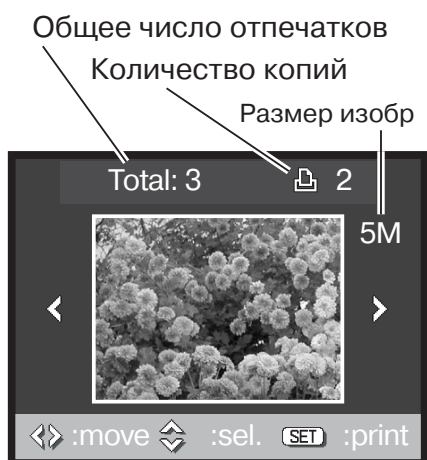 Общее число отпечатков
Количество копий
Размер изобр
Total: 3 2
5M
:move :sel. SET :print